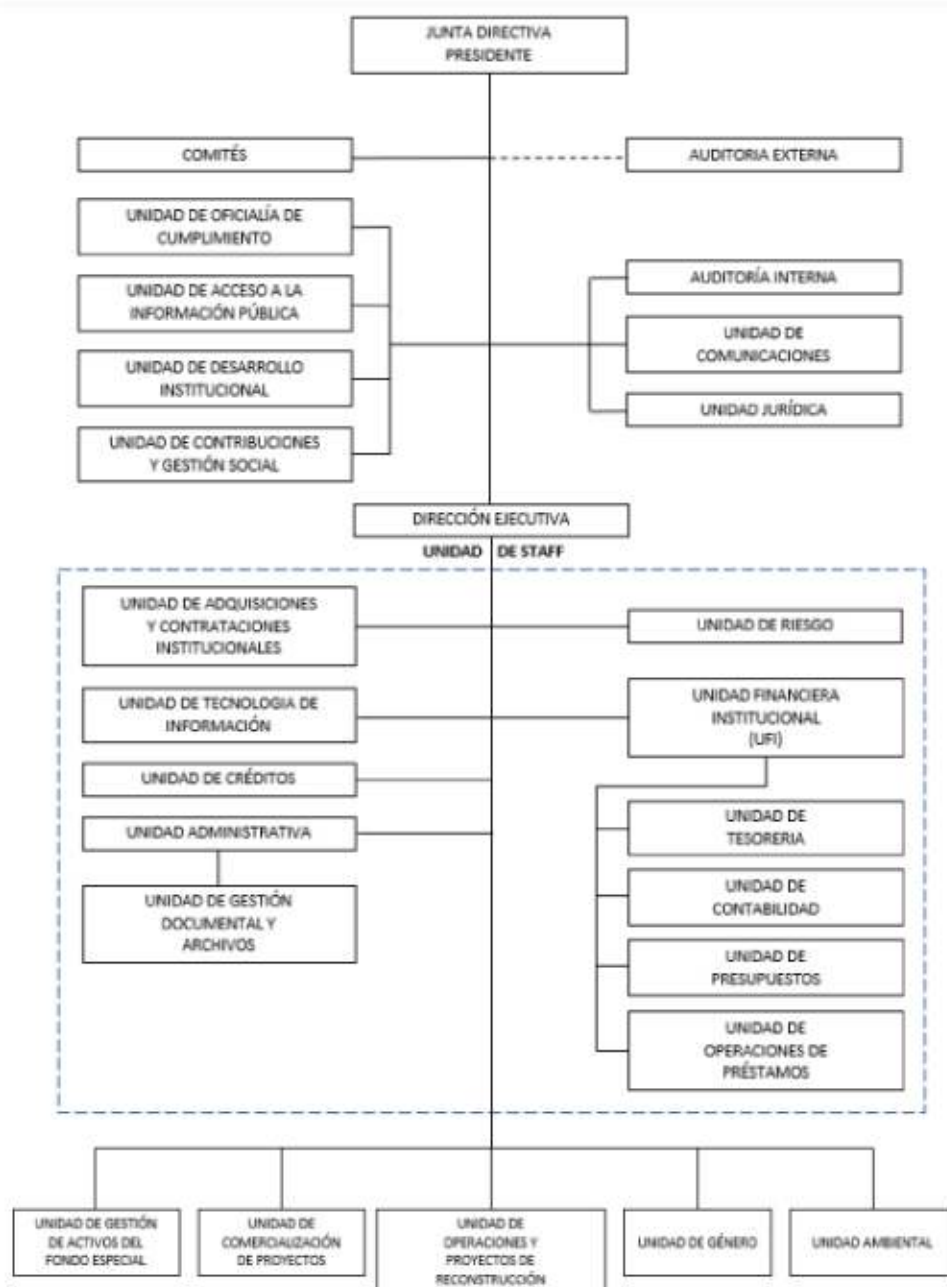 JUNTA DIRECTIVA
PRESIDENTE
COMITÉS
AUDITORIA EXTERNA
UNIDAD DE OFICIALÍA DE
CUMPLIMIENTO
UNIDAD DE ACCESO A LA
INFORMACIÓN PÚBLICA
UNIDAD DE DESARROLLO
INSTITUCIONAL
UNIDAD DE CONTRIBUCIONES
Y GESTIÓN SOCIAL
AUDITORÍA INTERNA
UNIDAD DE
COMUNICACIONES
UNIDAD JURÍDICA
DIRECCIÓN EJECUTIVA
UNIDAD DE STAFF
UNIDAD DE ADQUISICIONES
Y CONTRATACIONES
INSTITUCIONALES
UNIDAD DE RIESGO
UNIDAD DE TECNOLOGIA DE
INFORMACIÓN
UNIDAD FINANCIERA
INSTITUCIONAL
(UFI)
UNIDAD DE CRÉDITOS
UNIDAD ADMINISTRATIVA
UNIDAD DE GESTIÓN
DOCUMENTAL Y
ARCHIVOS
UNIDAD DE
TESORERIA
UNIDAD DE
CONTABILIDAD
UNIDAD DE
PRESUPUESTOS
UNIDAD DE
OPERACIONES DE
PRÉSTAMOS
UNIDAD DE GESTIÓN
DE ACTIVOS DEL
FONDO ESPECIAL
UNIDAD DE
COMERCIALIZACIÓN
DE PROYECTOS
UNIDAD DE
OPERACIONES Y
PROYECTOS DE
RECONSTRUCCIÓN
UNIDAD DE GÉNERO
UNIDAD AMBIENTAL